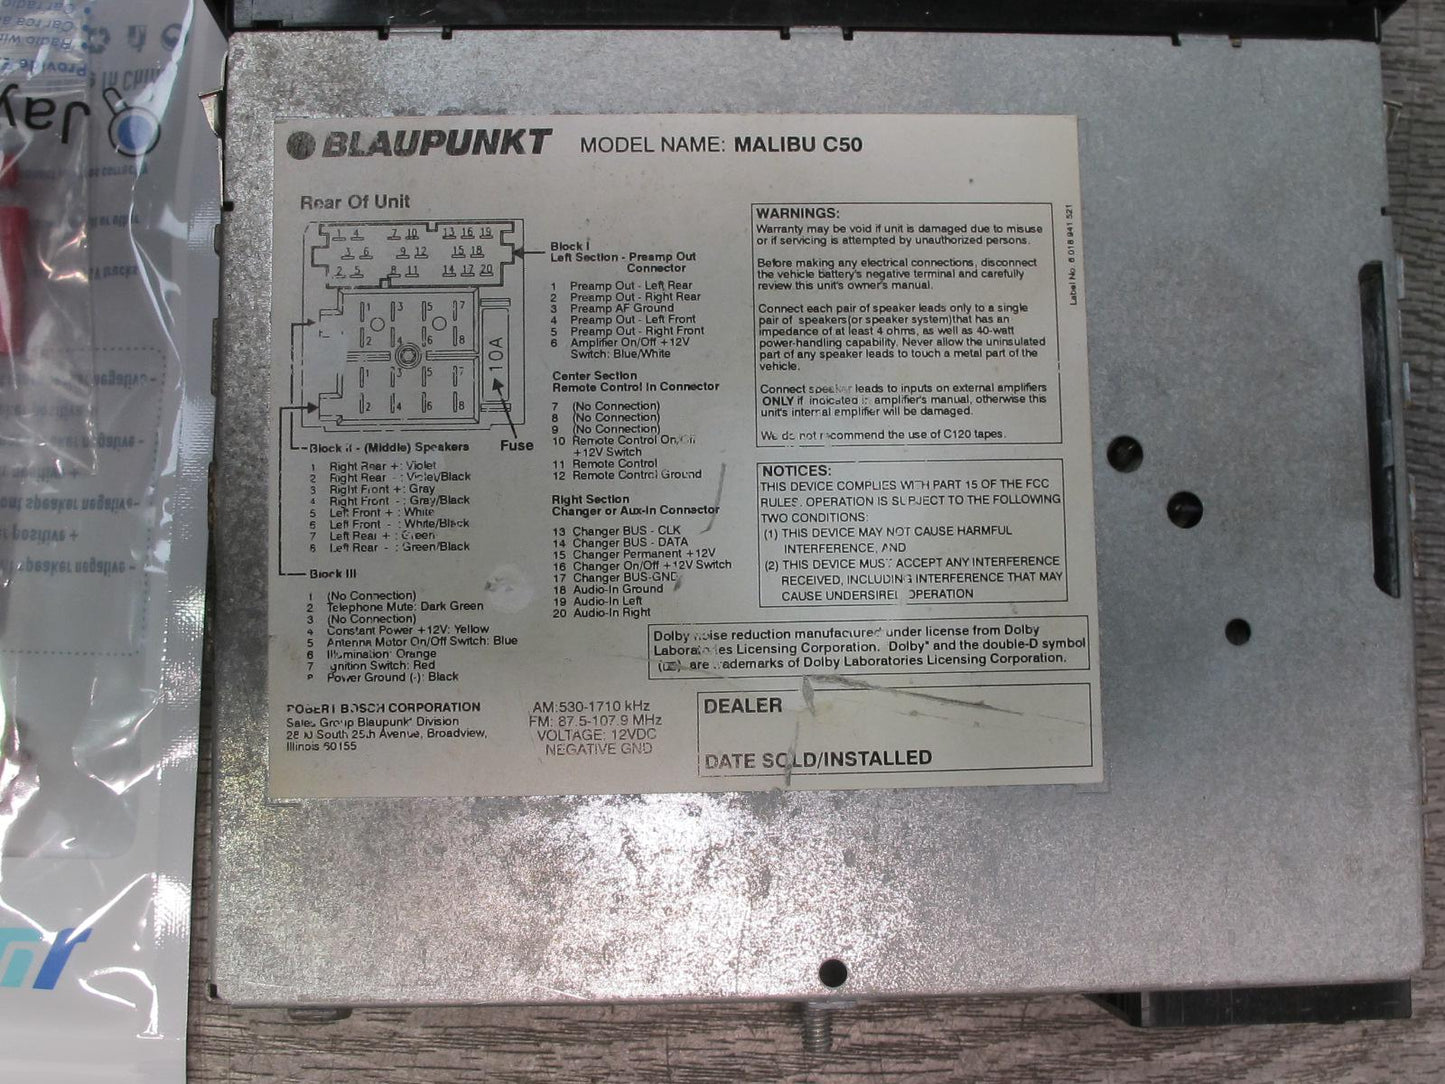 BLAUPUNKT MODEL NAME: MALIBU C50
Rear Of Unit
1 4 7 10 13 16 19
3 6 9 12 15 18
2 5 8 11 14 17 20
1 3 5 7
2 4 6 8
1 3 5 7
2 4 6 8
10A
Fuse
Block I
Left Section - Preamp Out
Connector
1 Preamp Out - Left Rear
2 Preamp Out - Right Rear
3 Preamp AF Ground
4 Preamp Out - Left Front
5 Preamp Out - Right Front
6 Amplifier On/Off +12V
Switch: Blue/White
Center Section
Remote Control In Connector
7 (No Connection)
8 (No Connection)
9 (No Connection)
10 Remote Control On/Off
+12V Switch
11 Remote Control
12 Remote Control Ground
Right Section
Changer or Aux-In Connector
13 Changer BUS - CLK
14 Changer BUS - DATA
15 Changer Permanent +12V
16 Changer On/Off +12V Switch
17 Changer BUS-GND
18 Audio-In Ground
19 Audio-In Left
20 Audio-In Right
Block II - (Middle) Speakers
1 Right Rear + : Violet
2 Right Rear - : Violet/Black
3 Right Front + : Gray
4 Right Front - : Gray/Black
5 Left Front + : White
6 Left Front - : White/Black
7 Left Rear + : Green
8 Left Rear - : Green/Black
Block III
1 (No Connection)
2 Telephone Mute: Dark Green
3 (No Connection)
4 Constant Power +12V: Yellow
5 Antenna Motor On/Off Switch: Blue
6 Illumination: Orange
7 Ignition Switch: Red
8 Power Ground (-): Black
ROBERT BOSCH CORPORATION
Sales Group Blaupunkt Division
South 25th Avenue, Broadview,
Illinois 60155
AM:530-1710 kHz
FM: 87.5-107.9 MHz
VOLTAGE: 12VDC
NEGATIVE GND
WARNINGS:
Warranty may be void if unit is damaged due to misuse
or if servicing is attempted by unauthorized persons.
Before making any electrical connections, disconnect
the vehicle battery's negative terminal and carefully
review this unit's owner's manual.
Connect each pair of speaker leads only to a single
pair of speakers(or speaker system)that has an
impedance of at least 4 ohms, as well as 40-watt
power-handling capability. Never allow the uninsulated
part of any speaker leads to touch a metal part of the
vehicle.
Connect speaker leads to inputs on external amplifiers
ONLY if indicated in amplifier's manual, otherwise this
unit's internal amplifier will be damaged.
We do not recommend the use of C120 tapes.
Label No. 8 018 941 521
NOTICES:
THIS DEVICE COMPLIES WITH PART 15 OF THE FCC
RULES. OPERATION IS SUBJECT TO THE FOLLOWING
TWO CONDITIONS:
(1) THIS DEVICE MAY NOT CAUSE HARMFUL
INTERFERENCE, AND
(2) THIS DEVICE MUST ACCEPT ANY INTERFERENCE
RECEIVED, INCLUDING INTERFERENCE THAT MAY
CAUSE UNDERSIRED OPERATION
Dolby noise reduction manufactured under license from Dolby
Laboratories Licensing Corporation. "Dolby" and the double-D symbol
are trademarks of Dolby Laboratories Licensing Corporation.
DEALER
DATE SOLD/INSTALLED
Jay